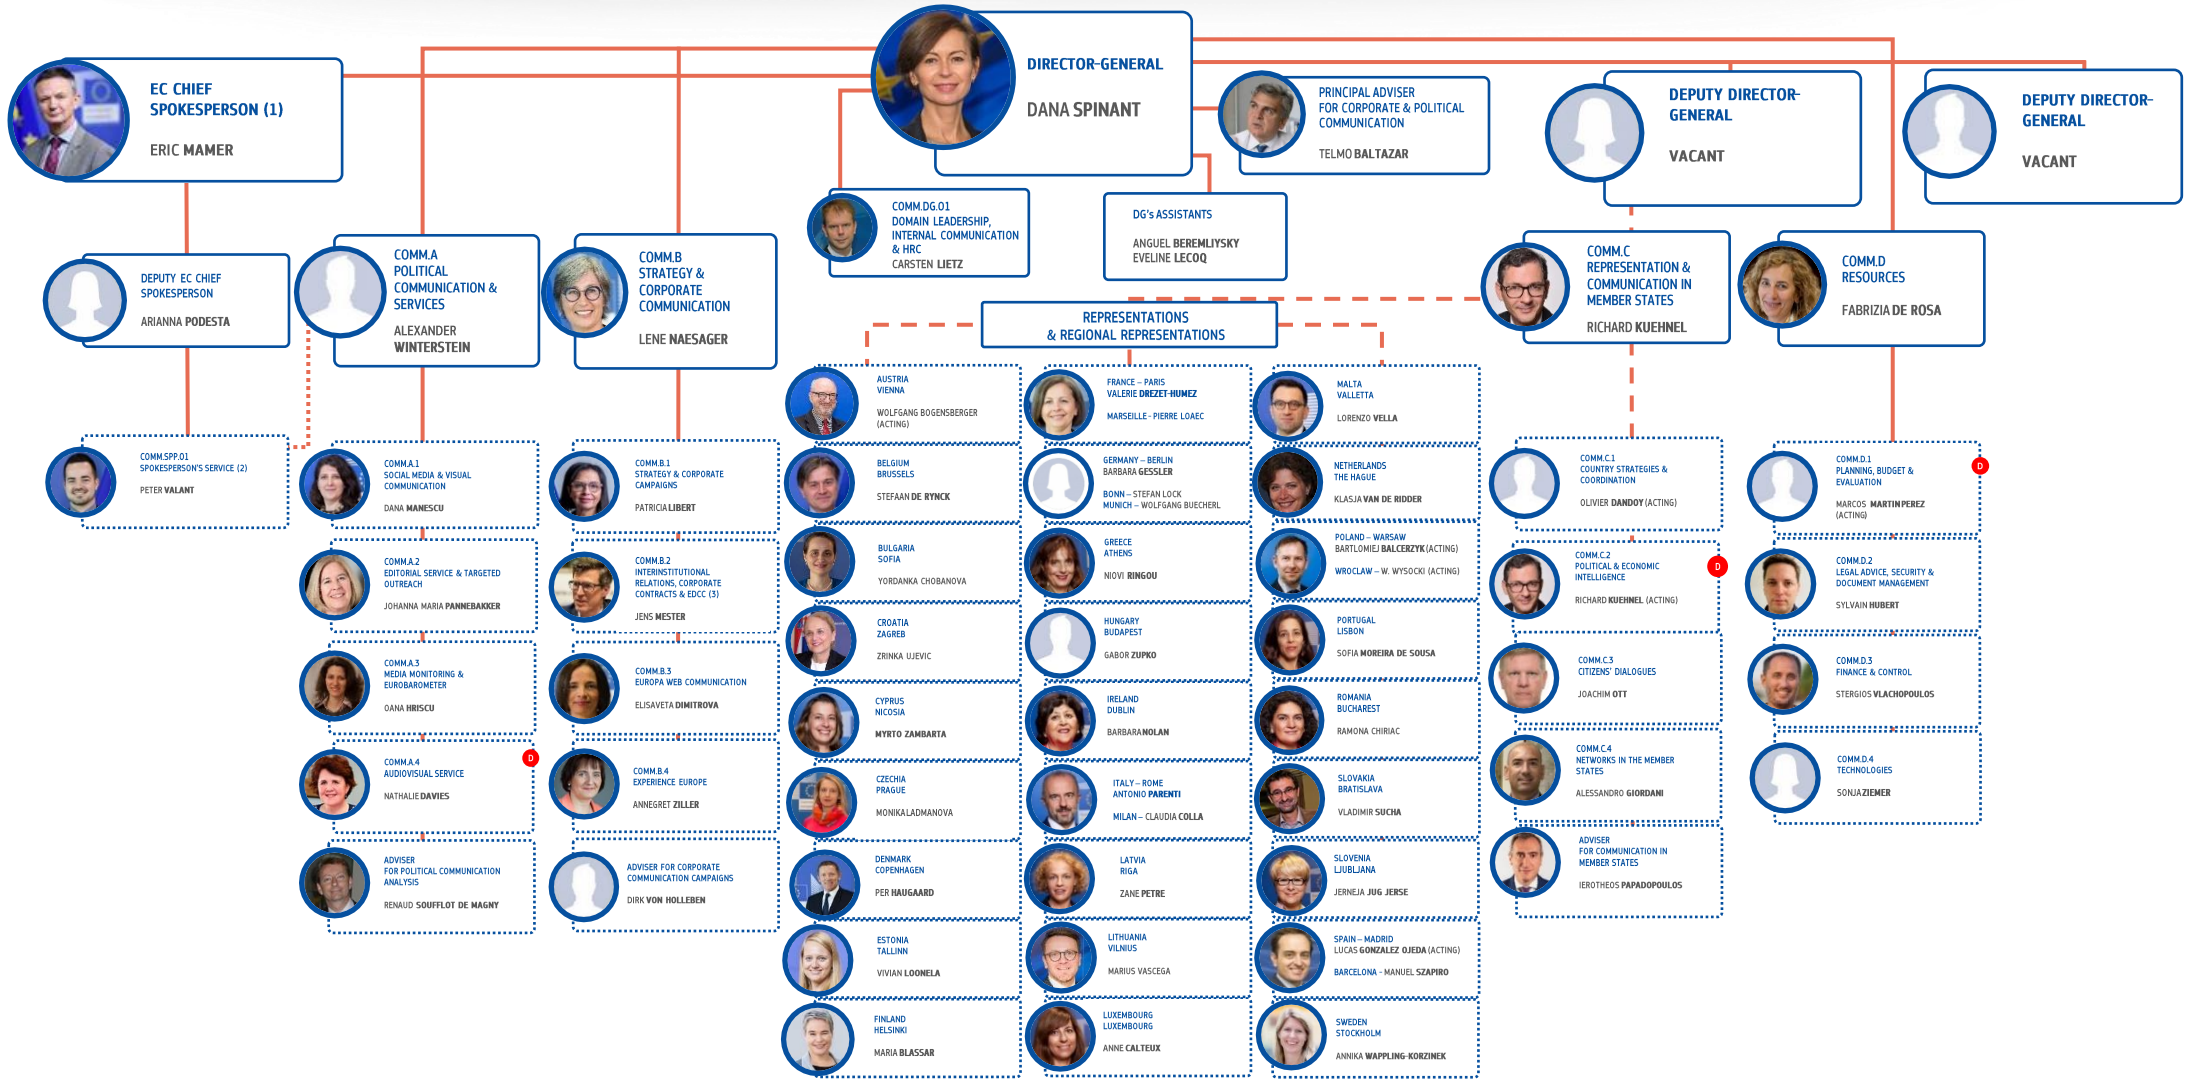 DIRECTOR-GENERAL
DANA SPINANT
EC CHIEF
SPOKESPERSON (1)
ERIC MAMER
PRINCIPAL ADVISER
FOR CORPORATE & POLITICAL
COMMUNICATION
TELMO BALTAZAR
DEPUTY DIRECTOR-
GENERAL
VACANT
DEPUTY DIRECTOR-
GENERAL
VACANT
COMM.DG.01
DOMAIN LEADERSHIP,
INTERNAL COMMUNICATION
& HRC
CARSTEN LIETZ
DG's ASSISTANTS
ANGUEL BEREMLIYSKY
EVELINE LECOQ
DEPUTY EC CHIEF
SPOKESPERSON
ARIANNA PODESTA
COMM.A
POLITICAL
COMMUNICATION &
SERVICES
ALEXANDER
WINTERSTEIN
COMM.B
STRATEGY &
CORPORATE
COMMUNICATION
LENE NAESAGER
COMM.C
REPRESENTATION &
COMMUNICATION IN
MEMBER STATES
RICHARD KUEHNEL
COMM.D
RESOURCES
FABRIZIA DE ROSA
REPRESENTATIONS
& REGIONAL REPRESENTATIONS
COMM.SPP.01
SPOKESPERSON'S SERVICE (2)
PETER VALANT
COMM.A.1
SOCIAL MEDIA & VISUAL
COMMUNICATION
DANA MANESCU
COMM.A.2
EDITORIAL SERVICE & TARGETED
OUTREACH
JOHANNA MARIA PANNEBAKKER
COMM.A.3
MEDIA MONITORING &
EUROBAROMETER
OANA HRISCU
COMM.A.4
AUDIOVISUAL SERVICE
NATHALIE DAVIES
D
ADVISER
FOR POLITICAL COMMUNICATION
ANALYSIS
RENAUD SOUFFLOT DE MAGNY
COMM.B.1
STRATEGY & CORPORATE
CAMPAIGNS
PATRICIA LIBERT
COMM.B.2
INTERINSTITUTIONAL
RELATIONS, CORPORATE
CONTRACTS & EDCC (3)
JENS MESTER
COMM.B.3
EUROPA WEB COMMUNICATION
ELISAVETA DIMITROVA
COMM.B.4
EXPERIENCE EUROPE
ANNEGRET ZILLER
ADVISER FOR CORPORATE
COMMUNICATION CAMPAIGNS
DIRK VON HOLLEBEN
AUSTRIA
VIENNA
WOLFGANG BOGENSBERGER
(ACTING)
BELGIUM
BRUSSELS
STEFAAN DE RYNCK
BULGARIA
SOFIA
YORDANKA CHOBANOVA
CROATIA
ZAGREB
ZRINKA UJEVIC
CYPRUS
NICOSIA
MYRTO ZAMBARTA
CZECHIA
PRAGUE
MONIKALADMANOVA
DENMARK
COPENHAGEN
PER HAUGAARD
ESTONIA
TALLINN
VIVIAN LOONELA
FINLAND
HELSINKI
MARIA BLASSAR
FRANCE – PARIS
VALERIE DREZET-HUMEZ
MARSEILLE - PIERRE LOAEC
GERMANY – BERLIN
BARBARA GESSLER
BONN – STEFAN LOCK
MUNICH – WOLFGANG BUECHERL
GREECE
ATHENS
NIOVI RINGOU
HUNGARY
BUDAPEST
GABOR ZUPKO
IRELAND
DUBLIN
BARBARANOLAN
ITALY – ROME
ANTONIO PARENTI
MILAN – CLAUDIA COLLA
LATVIA
RIGA
ZANE PETRE
LITHUANIA
VILNIUS
MARIUS VASCEGA
LUXEMBOURG
LUXEMBOURG
ANNE CALTEUX
MALTA
VALLETTA
LORENZO VELLA
NETHERLANDS
THE HAGUE
KLASJA VAN DE RIDDER
POLAND – WARSAW
BARTLOMIEJ BALCERZYK (ACTING)
WROCLAW – W. WYSOCKI (ACTING)
PORTUGAL
LISBON
SOFIA MOREIRA DE SOUSA
ROMANIA
BUCHAREST
RAMONA CHIRIAC
SLOVAKIA
BRATISLAVA
VLADIMIR SUCHA
SLOVENIA
LJUBLJANA
JERNEJA JUG JERSE
SPAIN – MADRID
LUCAS GONZALEZ OJEDA (ACTING)
BARCELONA - MANUEL SZAPIRO
SWEDEN
STOCKHOLM
ANNIKA WAPPLING-KORZINEK
COMM.C.1
COUNTRY STRATEGIES &
COORDINATION
OLIVIER DANDOY (ACTING)
COMM.C.2
POLITICAL & ECONOMIC
INTELLIGENCE
RICHARD KUEHNEL (ACTING)
D
COMM.C.3
CITIZENS' DIALOGUES
JOACHIM OTT
COMM.C.4
NETWORKS IN THE MEMBER
STATES
ALESSANDRO GIORDANI
ADVISER
FOR COMMUNICATION IN
MEMBER STATES
IEROTHEOS PAPADOPOULOS
COMM.D.1
PLANNING, BUDGET &
EVALUATION
MARCOS MARTIN PEREZ
(ACTING)
D
COMM.D.2
LEGAL ADVICE, SECURITY &
DOCUMENT MANAGEMENT
SYLVAIN HUBERT
COMM.D.3
FINANCE & CONTROL
STERGIOS VLACHOPOULOS
COMM.D.4
TECHNOLOGIES
SONJA ZIEMER